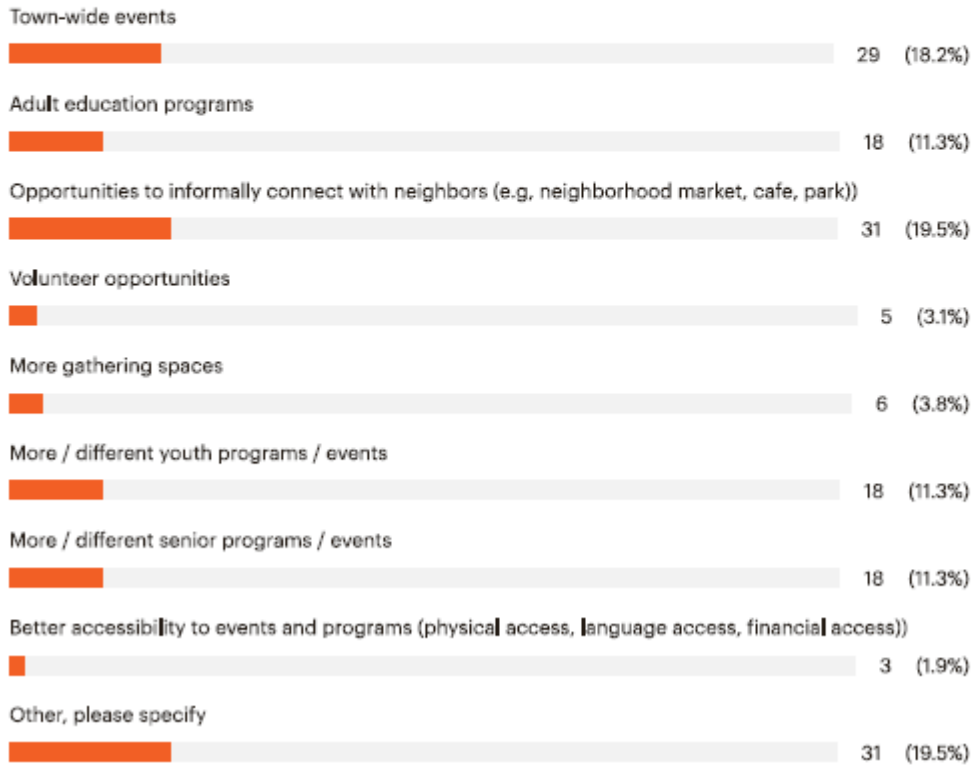 Town-wide events
29 (18.2%)
Adult education programs
18 (11.3%)
Opportunities to informally connect with neighbors (e.g, neighborhood market, cafe, park))
31 (19.5%)
Volunteer opportunities
5 (3.1%)
More gathering spaces
6 (3.8%)
More / different youth programs / events
18 (11.3%)
More / different senior programs / events
18 (11.3%)
Better accessibility to events and programs (physical access, language access, financial access))
3 (1.9%)
Other, please specify
31 (19.5%)